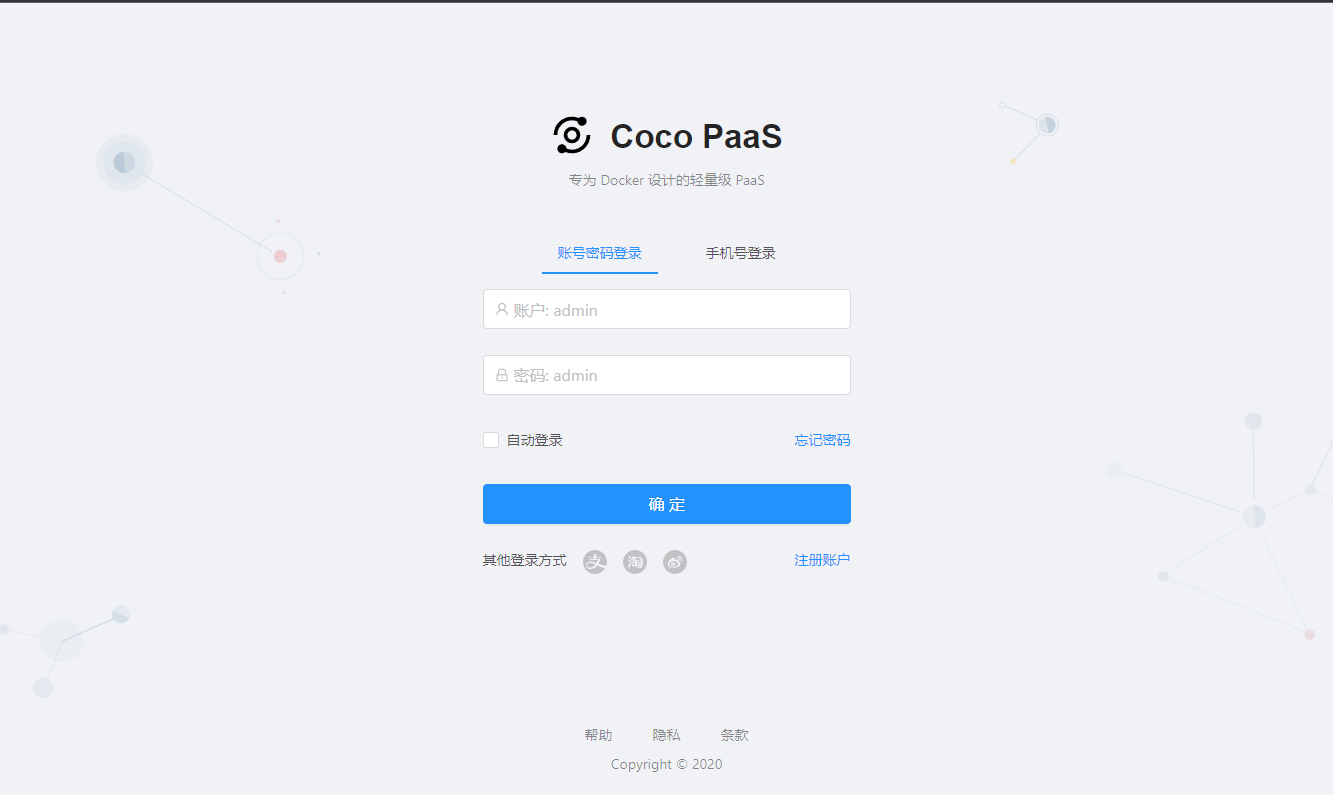 Coco PaaS
专为 Docker 设计的轻量级 PaaS
账号密码登录 手机号登录
账户: admin
密码: admin
自动登录 忘记密码
确 定
其他登录方式 支 淘 注册账户
帮助 隐私 条款
Copyright © 2020